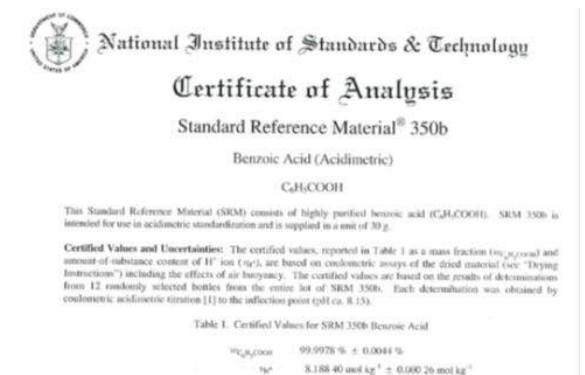 National Institute of Standards & Technology
Certificate of Analysis
Standard Reference Material® 350b
Benzoic Acid (Acidimetric)
C₆H₅COOH
This Standard Reference Material (SRM) consists of highly purified benzoic acid (C₆H₅COOH). SRM 350b is
intended for use in acidimetric standardization and is supplied in a unit of 30 g.
Certified Values and Uncertainties: The certified values, reported in Table 1 as a mass fraction and
amount-of-substance content of H⁺ ion are based on coulometric assays of the dried material (see "Drying
Instructions") including the effects of air buoyancy. The certified values are based on the results of determinations
from 12 randomly selected bottles from the entire lot of SRM 350b. Each determination was obtained by
coulometric acidimetric titration [1] to the inflection point (pH ca. 8.15).
Table 1. Certified Values for SRM 350b Benzoic Acid
99.9978 % ± 0.0044 %
8.188 40 mol kg⁻¹ ± 0.000 26 mol kg⁻¹